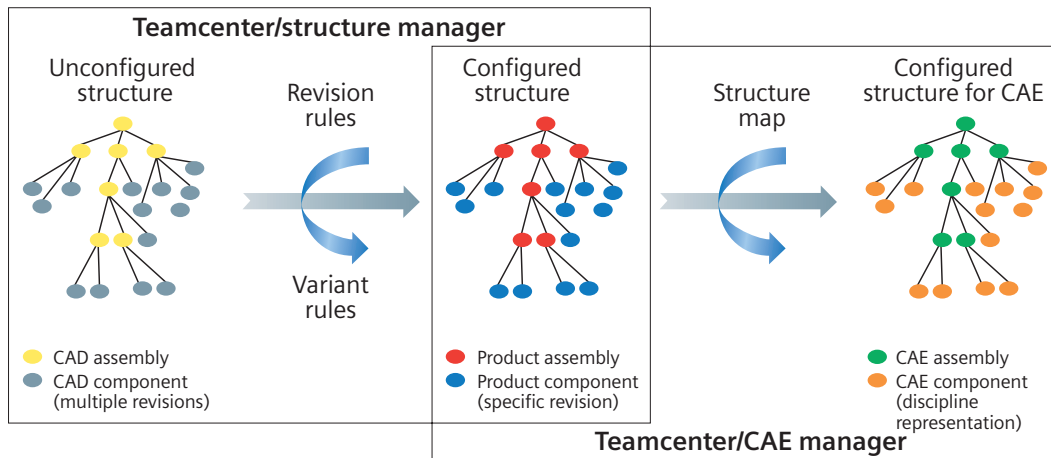 Teamcenter/structure manager
Unconfigured
structure
Revision
rules
Variant
rules
Configured
structure
Structure
map
Configured
structure for CAE
CAD assembly
CAD component
(multiple revisions)
Product assembly
Product component
(specific revision)
CAE assembly
CAE component
(discipline
representation)
Teamcenter/CAE manager